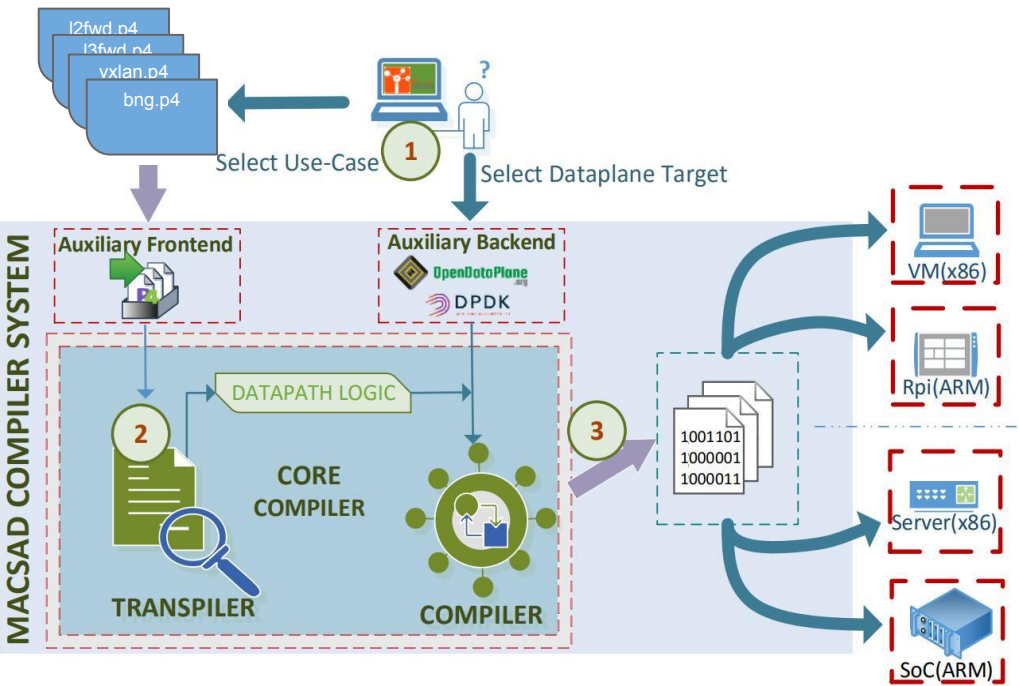 l2fwd.p4
l3fwd.p4
vxlan.p4
bng.p4
?
Select Use-Case
1
Select Dataplane Target
MACSAD COMPILER SYSTEM
Auxiliary Frontend
P4
Auxiliary Backend
OpenDataPlane
.org
DPDK
DATAPATH LOGIC
2
3
CORE
COMPILER
TRANSPILER
COMPILER
1001101
1000001
1000011
VM(x86)
Rpi(ARM)
Server(x86)
SoC(ARM)